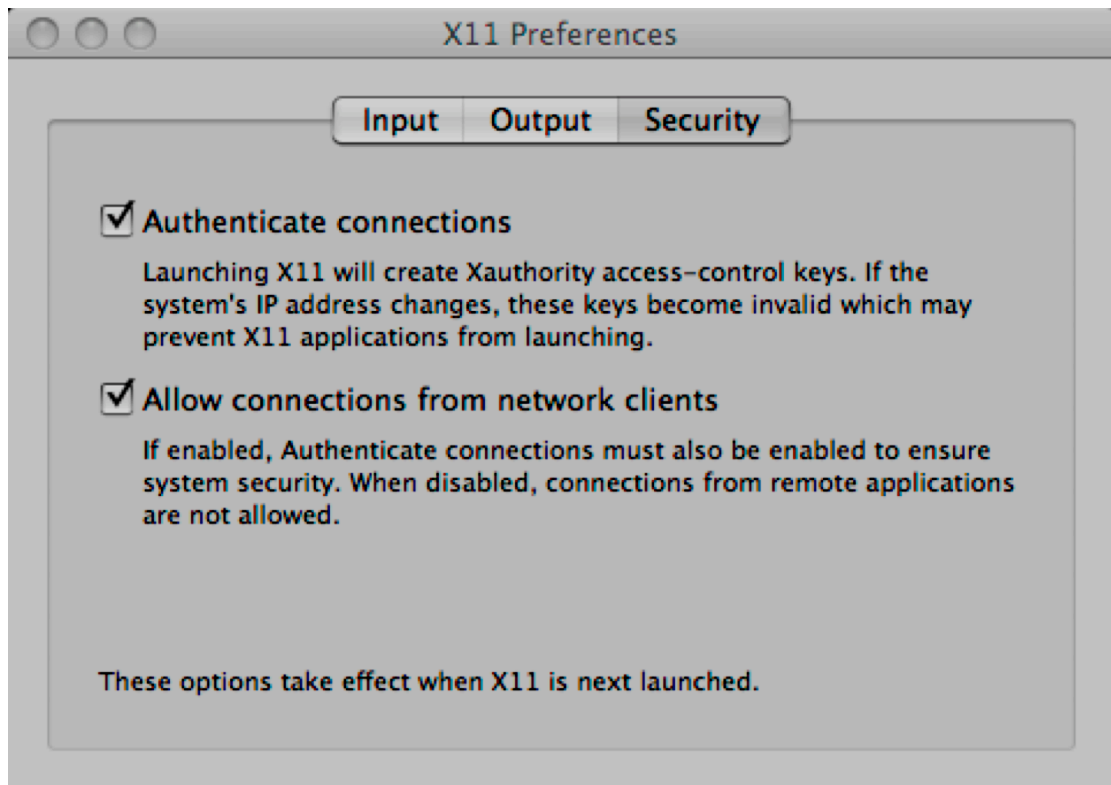 X11 Preferences
Input Output Security
Authenticate connections
Launching X11 will create Xauthority access-control keys. If the
system's IP address changes, these keys become invalid which may
prevent X11 applications from launching.
Allow connections from network clients
If enabled, Authenticate connections must also be enabled to ensure
system security. When disabled, connections from remote applications
are not allowed.
These options take effect when X11 is next launched.